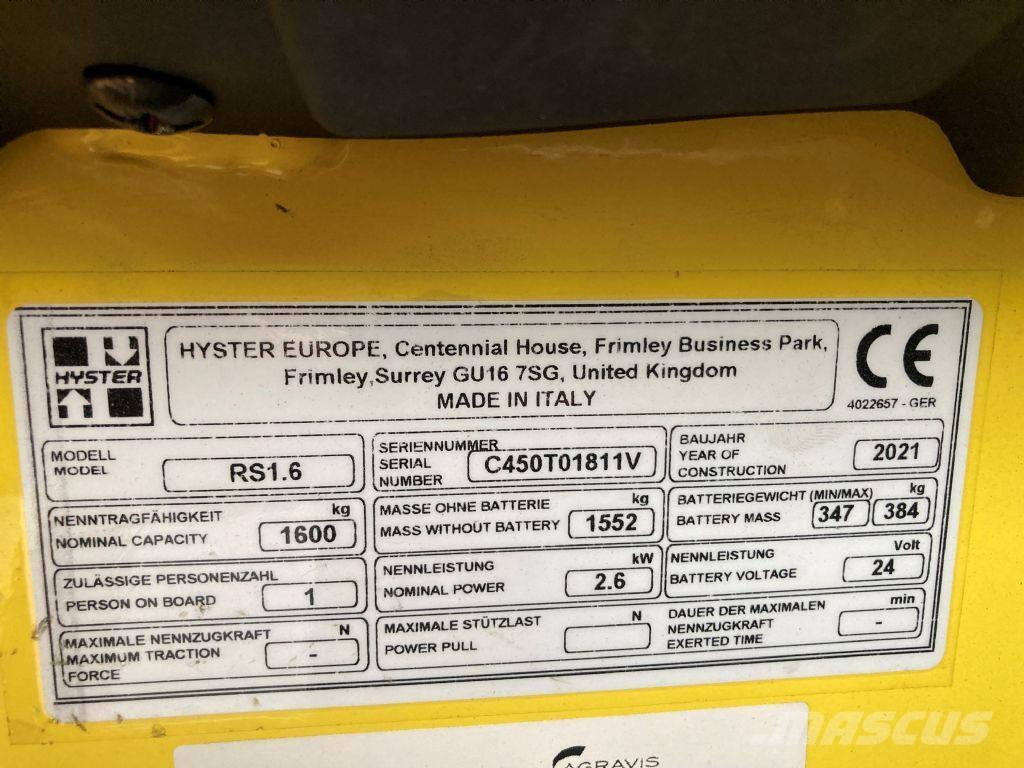 HYSTER
HYSTER EUROPE, Centennial House, Frimley Business Park,
Frimley,Surrey GU16 7SG, United Kingdom
MADE IN ITALY
CE
4022657 - GER
MODELL
MODEL
RS1.6
SERIENNUMMER
SERIAL
NUMBER
C450T01811V
BAUJAHR
YEAR OF
CONSTRUCTION
2021
NENNTRAGFÄHIGKEIT
NOMINAL CAPACITY
kg
1600
MASSE OHNE BATTERIE
MASS WITHOUT BATTERY
kg
1552
BATTERIEGEWICHT (MIN/MAX)
BATTERY MASS
kg
347 384
ZULÄSSIGE PERSONENZAHL
PERSON ON BOARD
1
NENNLEISTUNG
NOMINAL POWER
kW
2.6
NENNLEISTUNG
BATTERY VOLTAGE
Volt
24
MAXIMALE NENNZUGKRAFT
MAXIMUM TRACTION
FORCE
N
-
MAXIMALE STÜTZLAST
POWER PULL
N
DAUER DER MAXIMALEN
NENNZUGKRAFT
EXERTED TIME
min
-
AGRAVIS
MASCUS